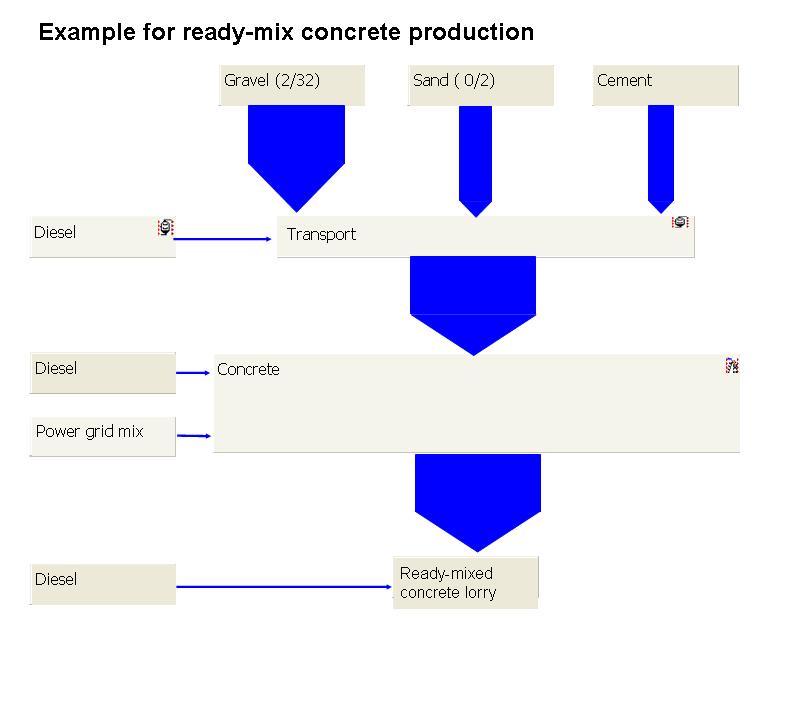 Example for ready-mix concrete production
Gravel (2/32)
Sand ( 0/2)
Cement
Diesel
Transport
Diesel
Concrete
Power grid mix
Diesel
Ready-mixed
concrete lorry